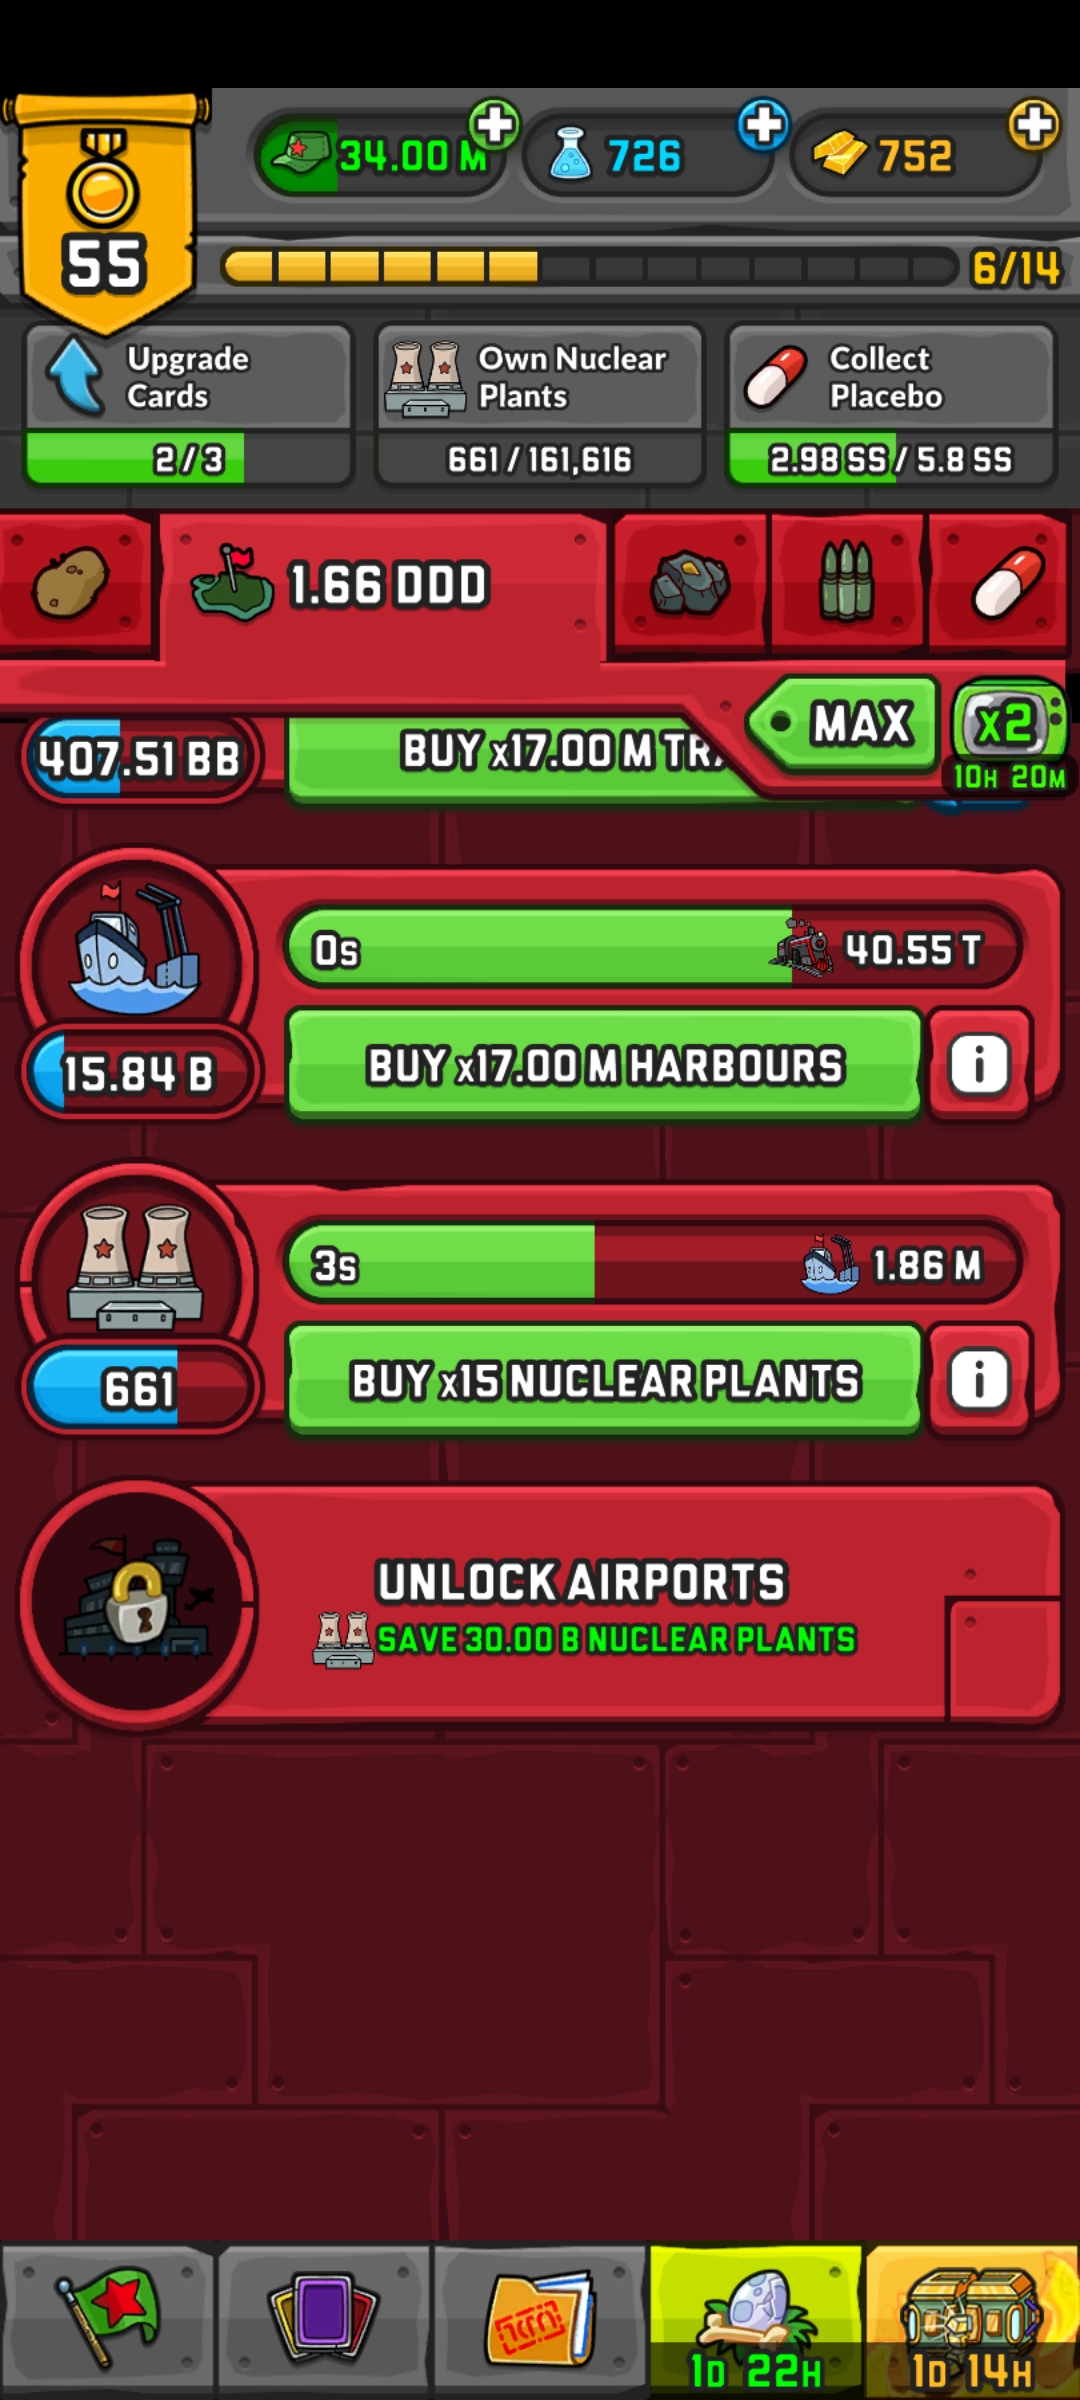 34.00 M
726
752
55
6/14
Upgrade
Cards
2/3
Own Nuclear
Plants
661/161,616
Collect
Placebo
2.98 SS / 5.8 SS
1.66 DDD
MAX
x2
10H 20M
407.51 BB
BUY x17.00 M
0s
40.55 T
15.84 B
BUY x17.00 M HARBOURS
i
3s
1.86 M
661
BUY x15 NUCLEAR PLANTS
i
UNLOCK AIRPORTS
SAVE 30.00 B NUCLEAR PLANTS
1D 22H
1D 14H